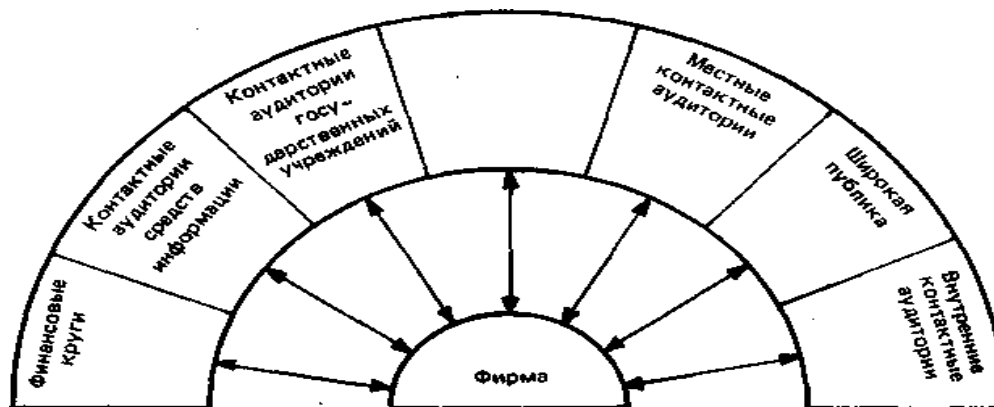 Финансовые
круги
Контактные
аудитории
средств
информации
Контактные
аудитории
госу-
дарственных
учреждений
Местные
контактные
аудитории
Широкая
публика
Внутренние
контактные
аудитории
Фирма